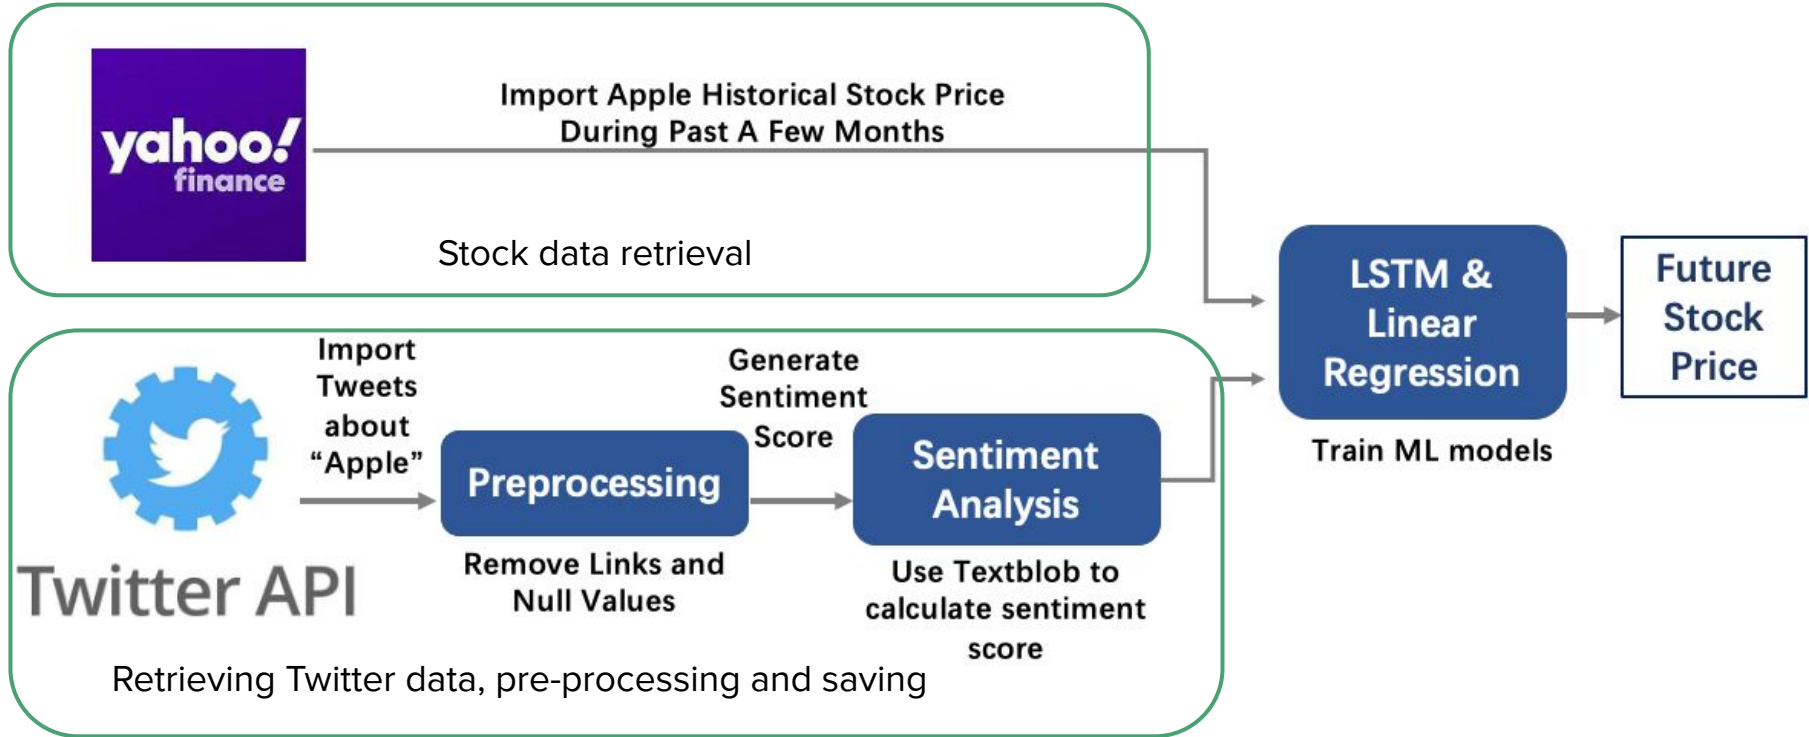 yahoo!
finance
Import Apple Historical Stock Price
During Past A Few Months
Stock data retrieval
LSTM &
Linear
Regression
Train ML models
Future
Stock
Price
Twitter API
Import
Tweets
about
“Apple”
Preprocessing
Remove Links and
Null Values
Generate
Sentiment
Score
Sentiment
Analysis
Use Textblob to
calculate sentiment
score
Retrieving Twitter data, pre-processing and saving